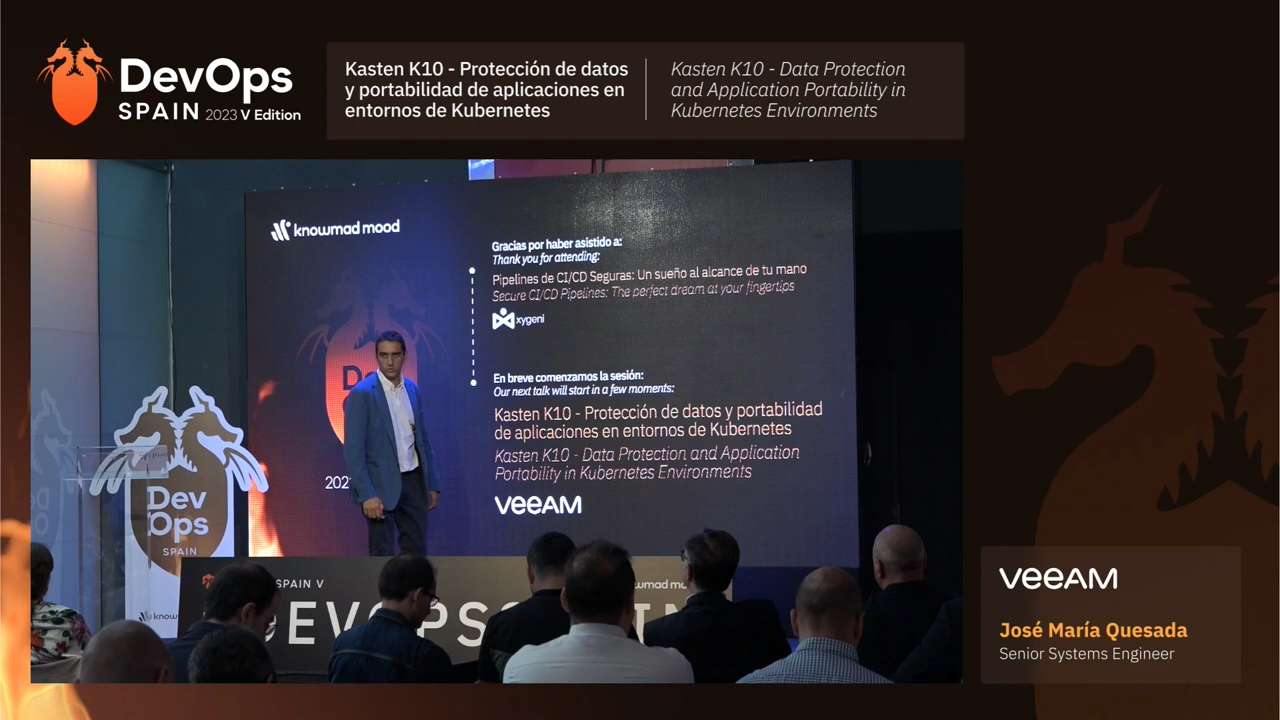 DevOps
SPAIN 2023 V Edition
Kasten K10 - Protección de datos
y portabilidad de aplicaciones en
entornos de Kubernetes
Kasten K10 - Data Protection
and Application Portability in
Kubernetes Environments
knowmad mood
Gracias por haber asistido a:
Thank you for attending:
Pipelines de CI/CD Seguras: Un sueño al alcance de tu mano
Secure CI/CD Pipelines: The perfect dream at your fingertips
xygeni
En breve comenzamos la sesión:
Our next talk will start in a few moments:
Kasten K10 - Protección de datos y portabilidad
de aplicaciones en entornos de Kubernetes
Kasten K10 - Data Protection and Application
Portability in Kubernetes Environments
veeam
Dev
Ops
SPAIN
SPAIN V
veeam
José María Quesada
Senior Systems Engineer